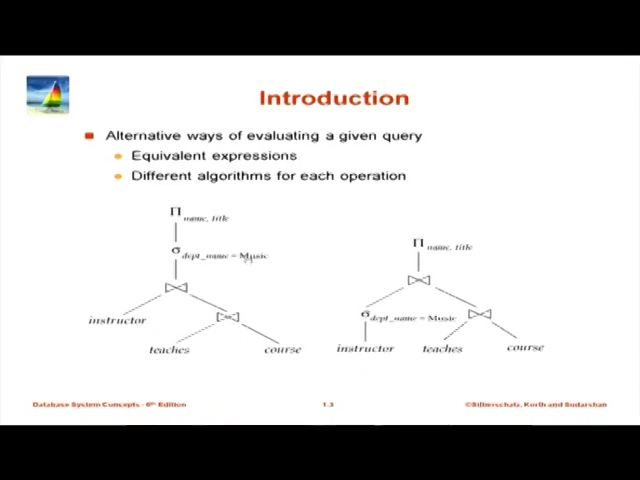 Introduction
Alternative ways of evaluating a given query
Equivalent expressions
Different algorithms for each operation
Π name, title
σ dept_name = Music
instructor
teaches
course
Π name, title
σ dept_name = Music
instructor
teaches
course
Database System Concepts - 6th Edition
1.3
©Silberschatz, Korth and Sudarshan